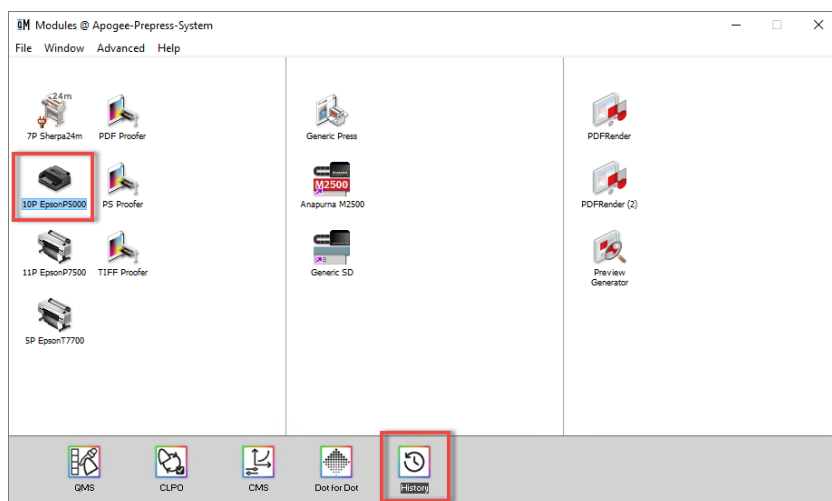 QM Modules @ Apogee-Prepress-System
File Window Advanced Help
24m
7P Sherpa24m PDF Proofer Generic Press PDFRender
M2500
10P EpsonP5000 PS Proofer Anapurna M2500 PDFRender (2)
11P EpsonP7500 TIFF Proofer Generic SD Preview
Generator
5P EpsonT7700
QMS CLPO CMS Dot for Dot History